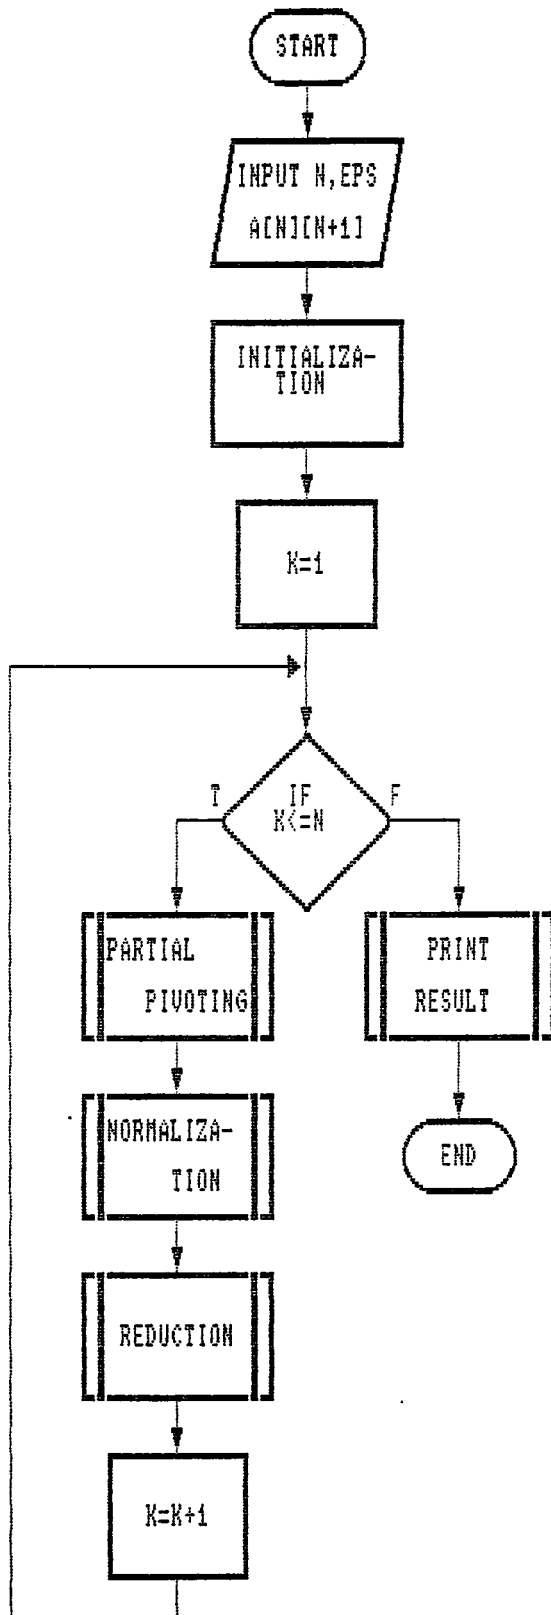 START
INPUT N,EPS
A[N][N+1]
INITIALIZA-
TION
K=1
T
IF
K<=N
F
PARTIAL
PIVOTING
PRINT
RESULT
NORMALIZA-
TION
END
REDUCTION
K=K+1